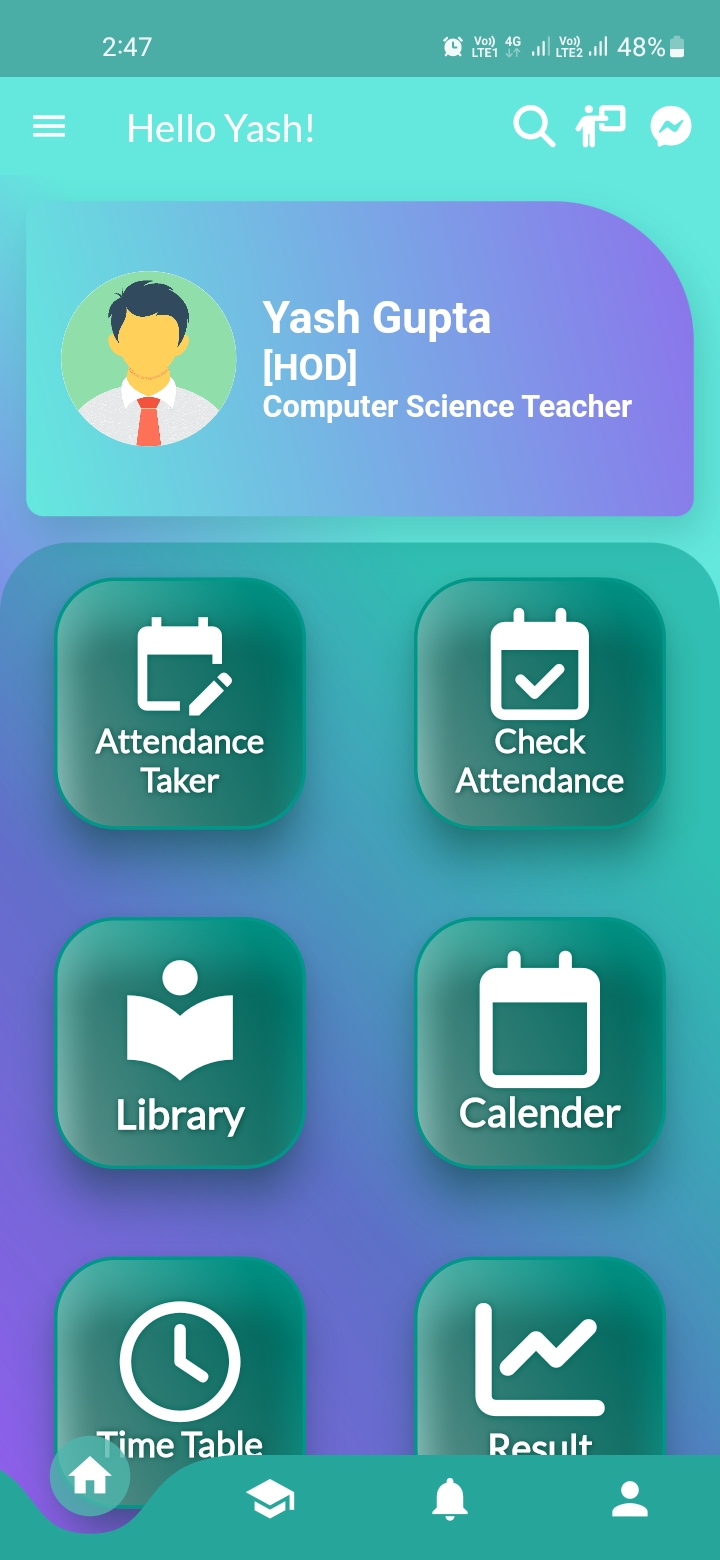 2:47 Vo)) LTE1 4G Vo)) LTE2 48%
Hello Yash!
Yash Gupta
[HOD]
Computer Science Teacher
Attendance
Taker
Check
Attendance
Library
Calender
Time Table
Result